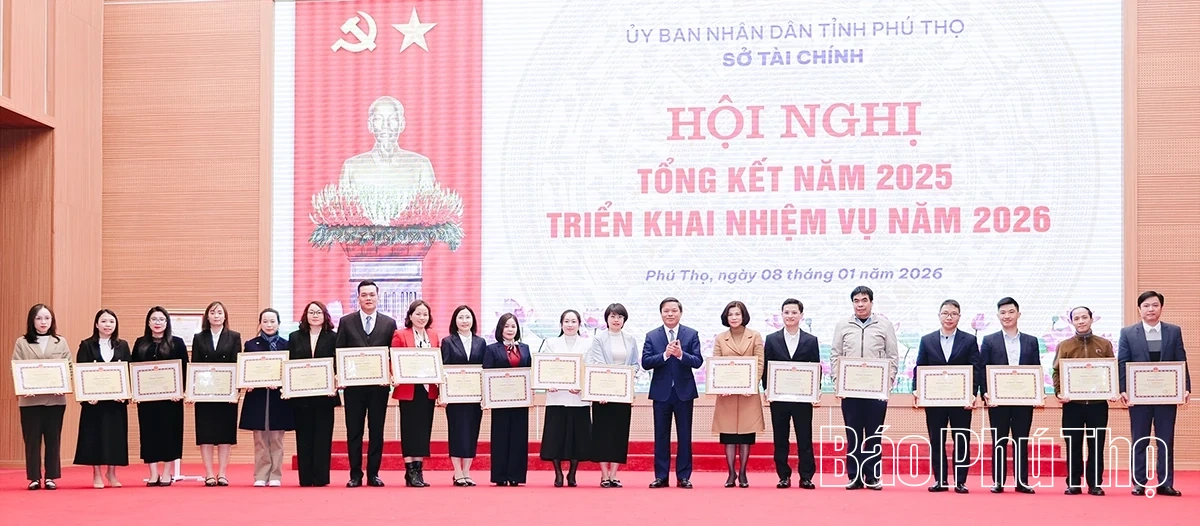 ỦY BAN NHÂN DÂN TỈNH PHÚ THỌ
SỞ TÀI CHÍNH
HỘI NGHỊ
TỔNG KẾT NĂM 2025
TRIỂN KHAI NHIỆM VỤ NĂM 2026
Phú Thọ, ngày 08 tháng 01 năm 2026
Báo Phú Thọ